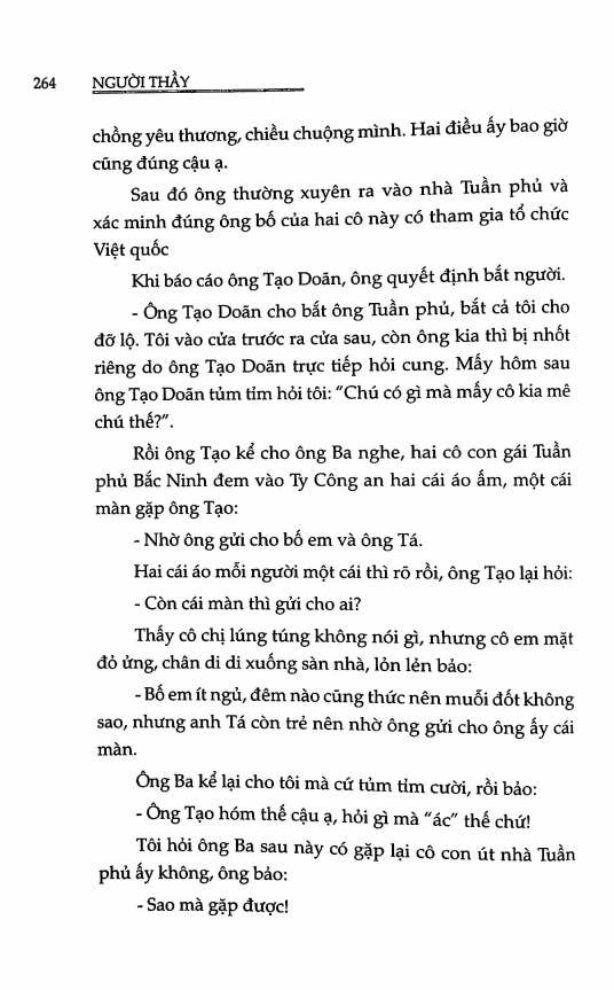 264 NGƯỜI THẦY
chồng yêu thương, chiều chuộng mình. Hai điều ấy bao giờ
cũng đúng cậu ạ.
Sau đó ông thường xuyên ra vào nhà Tuần phủ và
xác minh đúng ông bố của hai cô này có tham gia tổ chức
Việt quốc
Khi báo cáo ông Tạo Doãn, ông quyết định bắt người.
- Ông Tạo Doãn cho bắt ông Tuần phủ, bắt cả tôi cho
đỡ lộ. Tôi vào cửa trước ra cửa sau, còn ông kia thì bị nhốt
riêng do ông Tạo Doãn trực tiếp hỏi cung. Mấy hôm sau
ông Tạo Doãn tủm tỉm hỏi tôi: "Chú có gì mà mấy cô kia mê
chú thế?".
Rồi ông Tạo kể cho ông Ba nghe, hai cô con gái Tuần
phủ Bắc Ninh đem vào Ty Công an hai cái áo ấm, một cái
màn gặp ông Tạo:
- Nhờ ông gửi cho bố em và ông Tá.
Hai cái áo mỗi người một cái thì rõ rồi, ông Tạo lại hỏi:
- Còn cái màn thì gửi cho ai?
Thấy cô chị lúng túng không nói gì, nhưng cô em mặt
đỏ ửng, chân di di xuống sàn nhà, lỏn lẻn bảo:
- Bố em ít ngủ, đêm nào cũng thức nên muỗi đốt không
sao, nhưng anh Tá còn trẻ nên nhờ ông gửi cho ông ấy cái
màn.
Ông Ba kể lại cho tôi mà cứ tủm tỉm cười, rồi bảo:
- Ông Tạo hóm thế cậu ạ, hỏi gì mà "ác" thế chứ!
Tôi hỏi ông Ba sau này có gặp lại cô con út nhà Tuần
phủ ấy không, ông bảo:
- Sao mà gặp được!